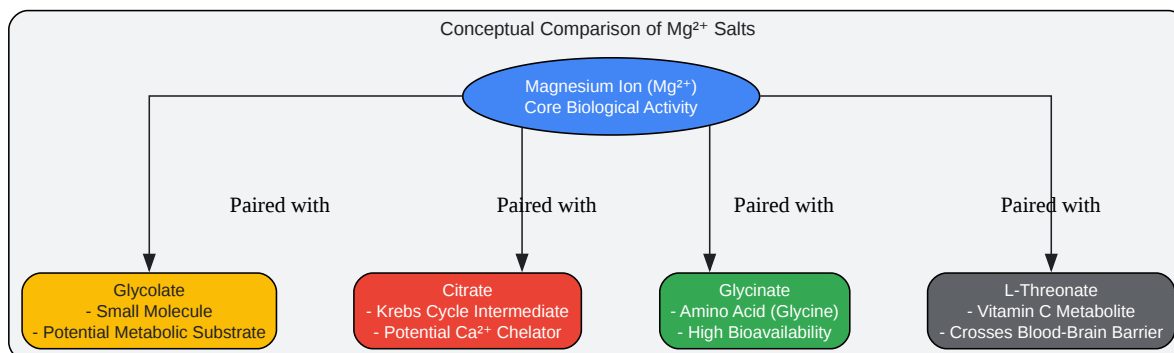 Conceptual Comparison of Mg²⁺ Salts
Magnesium Ion (Mg²⁺)
Core Biological Activity
Paired with
Paired with
Paired with
Paired with
Glycolate
- Small Molecule
- Potential Metabolic Substrate
Citrate
- Krebs Cycle Intermediate
- Potential Ca²⁺ Chelator
Glycinate
- Amino Acid (Glycine)
- High Bioavailability
L-Threonate
- Vitamin C Metabolite
- Crosses Blood-Brain Barrier